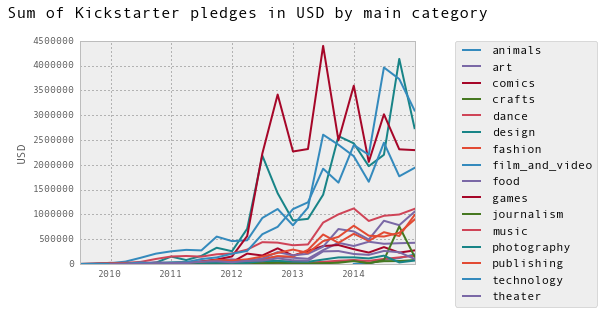 Sum of Kickstarter pledges in USD by main category
4500000
4000000
3500000
3000000
2500000
2000000
1500000
1000000
500000
0
USD
2010
2011
2012
2013
2014
animals
art
comics
crafts
dance
design
fashion
film_and_video
food
games
journalism
music
photography
publishing
technology
theater